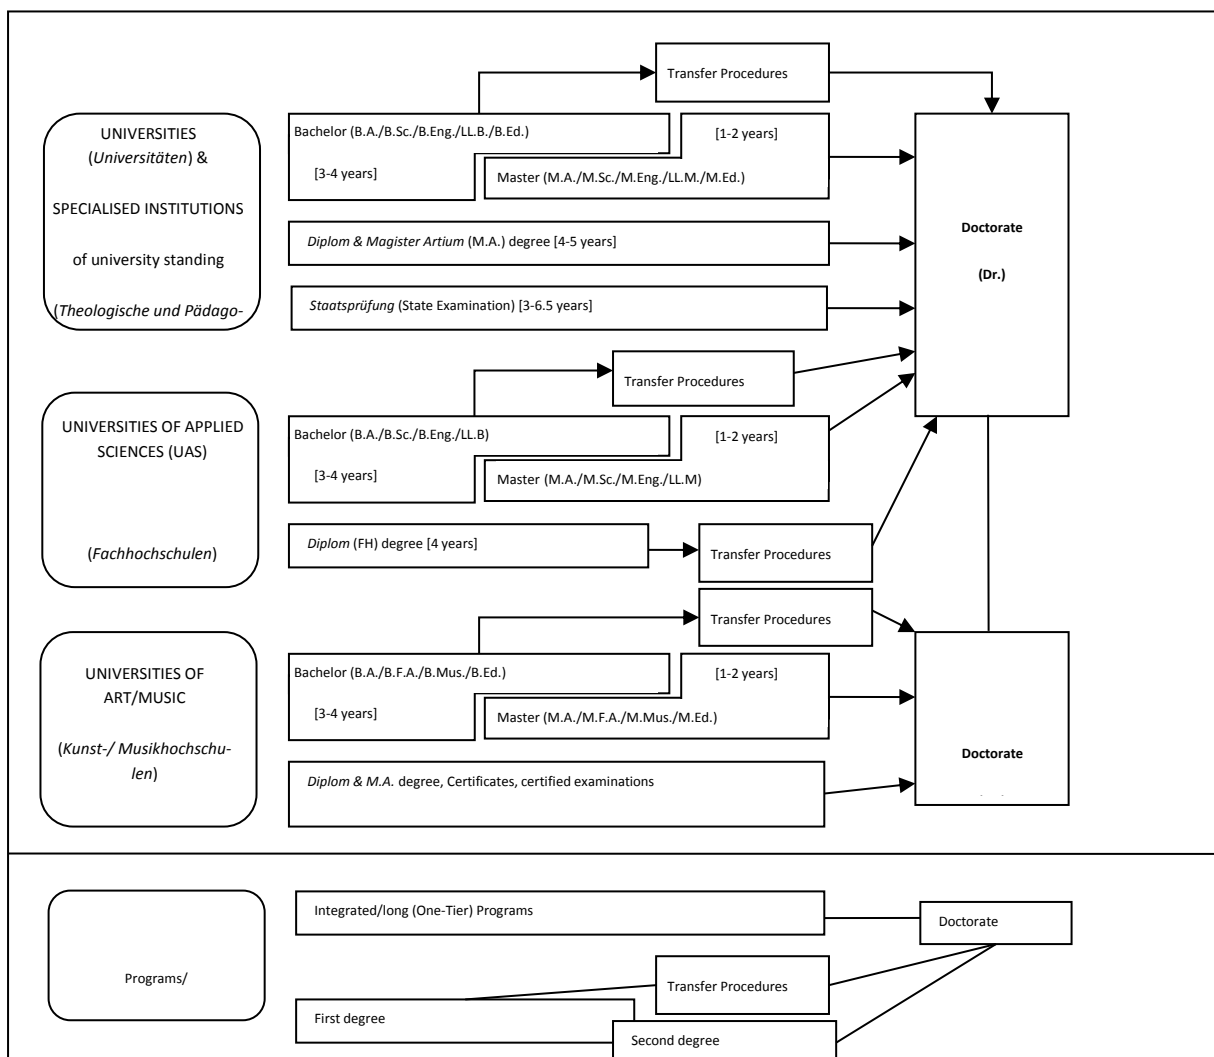 Transfer Procedures
UNIVERSITIES
(Universitäten) &
SPECIALISED INSTITUTIONS
of university standing
(Theologische und Pädago-
Bachelor (B.A./B.Sc./B.Eng./LL.B./B.Ed.)
[3-4 years]
[1-2 years]
Master (M.A./M.Sc./M.Eng./LL.M./M.Ed.)
Diplom & Magister Artium (M.A.) degree [4-5 years]
Staatsprüfung (State Examination) [3-6.5 years]
Doctorate
(Dr.)
Transfer Procedures
UNIVERSITIES OF APPLIED
SCIENCES (UAS)
(Fachhochschulen)
Bachelor (B.A./B.Sc./B.Eng./LL.B)
[3-4 years]
[1-2 years]
Master (M.A./M.Sc./M.Eng./LL.M)
Diplom (FH) degree [4 years]
Transfer Procedures
Transfer Procedures
UNIVERSITIES OF
ART/MUSIC
(Kunst-/ Musikhochschu-
len)
Bachelor (B.A./B.F.A./B.Mus./B.Ed.)
[3-4 years]
[1-2 years]
Master (M.A./M.F.A./M.Mus./M.Ed.)
Diplom & M.A. degree, Certificates, certified examinations
Doctorate
Programs/
Integrated/long (One-Tier) Programs
Doctorate
Transfer Procedures
First degree
Second degree